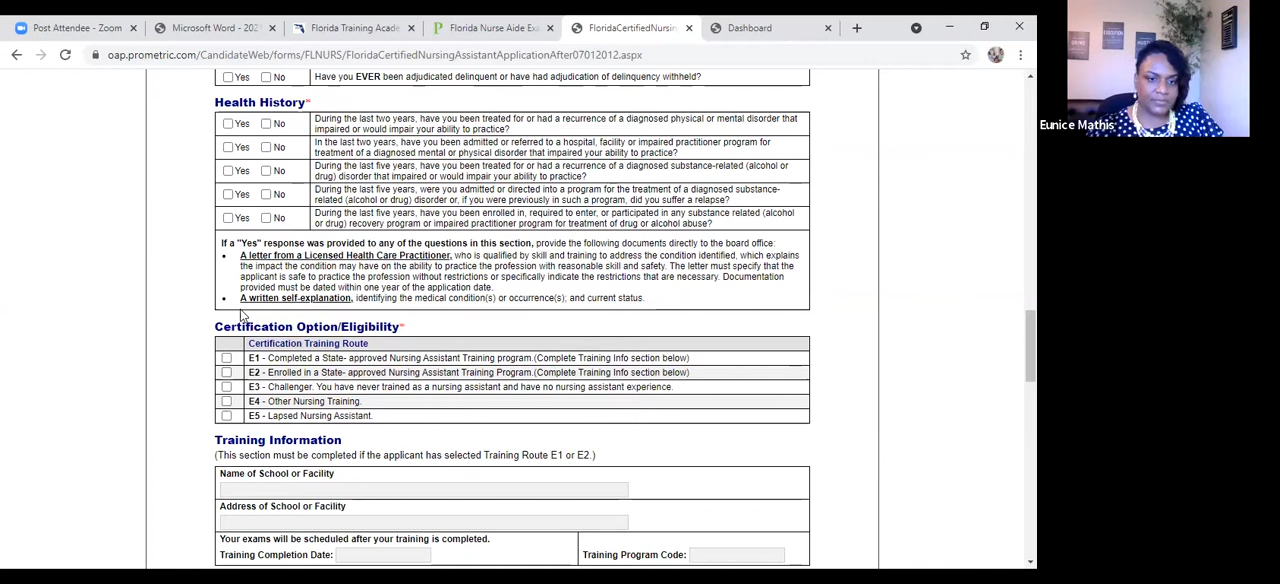 Post Attendee - Zoom
Microsoft Word - 202
Florida Training Acade
Florida Nurse Aide Exa
FloridaCertifiedNursin
Dashboard
oap.prometric.com/CandidateWeb/forms/FLNURS/FloridaCertifiedNursingAssistantApplicationAfter07012012.aspx
Yes No Have you EVER been adjudicated delinquent or have had adjudication of delinquency withheld?
Health History*
Yes No During the last two years, have you been treated for or had a recurrence of a diagnosed physical or mental disorder that
impaired or would impair your ability to practice?
Yes No In the last two years, have you been admitted or referred to a hospital, facility or impaired practitioner program for
treatment of a diagnosed mental or physical disorder that impaired your ability to practice?
Yes No During the last five years, have you been treated for or had a recurrence of a diagnosed substance-related (alcohol or
drug) disorder that impaired or would impair your ability to practice?
Yes No During the last five years, were you admitted or directed into a program for the treatment of a diagnosed substance-
related (alcohol or drug) disorder or, if you were previously in such a program, did you suffer a relapse?
Yes No During the last five years, have you been enrolled in, required to enter, or participated in any substance related (alcohol
or drug) recovery program or impaired practitioner program for treatment of drug or alcohol abuse?
If a "Yes" response was provided to any of the questions in this section, provide the following documents directly to the board office:
• A letter from a Licensed Health Care Practitioner, who is qualified by skill and training to address the condition identified, which explains
the impact the condition may have on the ability to practice the profession with reasonable skill and safety. The letter must specify that the
applicant is safe to practice the profession without restrictions or specifically indicate the restrictions that are necessary. Documentation
provided must be dated within one year of the application date.
• A written self-explanation, identifying the medical condition(s) or occurrence(s); and current status.
Certification Option/Eligibility*
Certification Training Route
E1 - Completed a State- approved Nursing Assistant Training program.(Complete Training Info section below)
E2 - Enrolled in a State- approved Nursing Assistant Training Program.(Complete Training Info section below)
E3 - Challenger. You have never trained as a nursing assistant and have no nursing assistant experience.
E4 - Other Nursing Training.
E5 - Lapsed Nursing Assistant.
Training Information
(This section must be completed if the applicant has selected Training Route E1 or E2.)
Name of School or Facility
Address of School or Facility
Your exams will be scheduled after your training is completed.
Training Completion Date:
Training Program Code:
Eunice Mathis